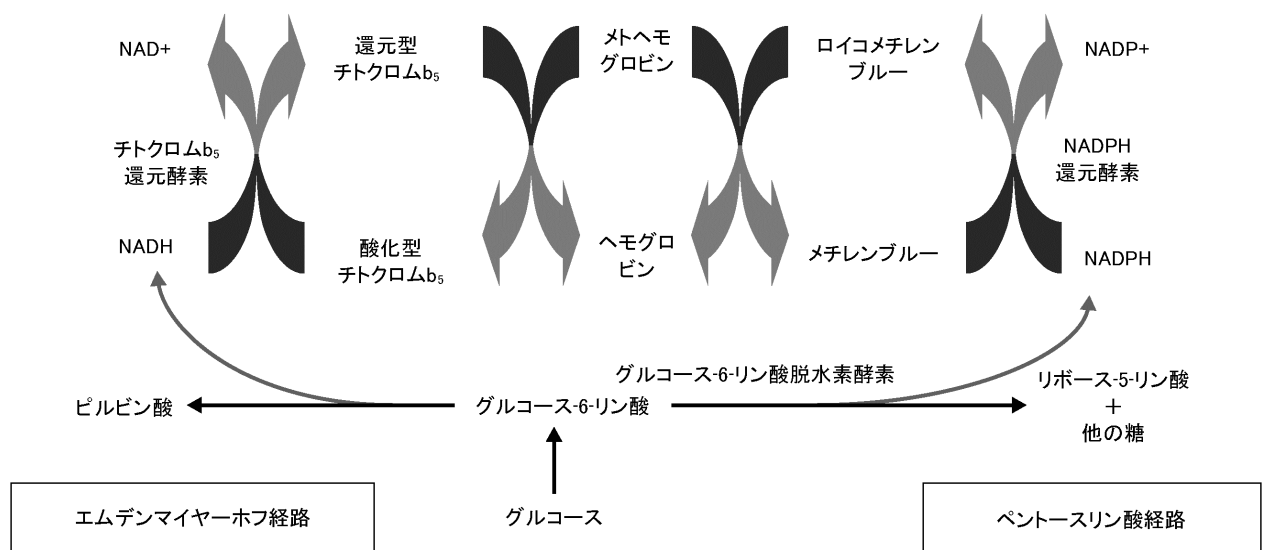 NAD+
還元型
チトクロムb₅
メトヘモ
グロビン
ロイコメチレン
ブルー
NADP+
チトクロムb₅
還元酵素
NADPH
還元酵素
NADH
酸化型
チトクロムb₅
ヘモグロ
ビン
メチレンブルー
NADPH
グルコース-6-リン酸脱水素酵素
ピルビン酸
グルコース-6-リン酸
リボース-5-リン酸
+
他の糖
エムデンマイヤーホフ経路
グルコース
ペントースリン酸経路